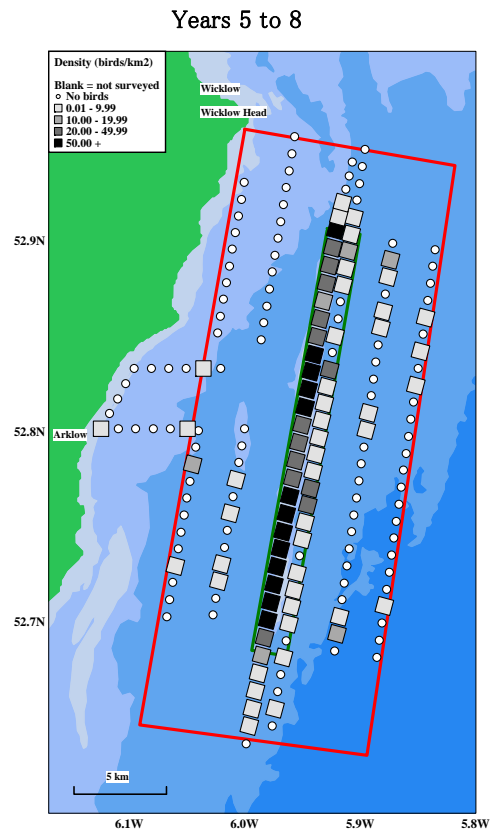 Years 5 to 8
Density (birds/km2)
Blank = not surveyed
No birds
0.01 - 9.99
10.00 - 19.99
20.00 - 49.99
50.00 +
Wicklow
Wicklow Head
52.9N
52.8N
Arklow
52.7N
5 km
6.1W 6.0W 5.9W 5.8W